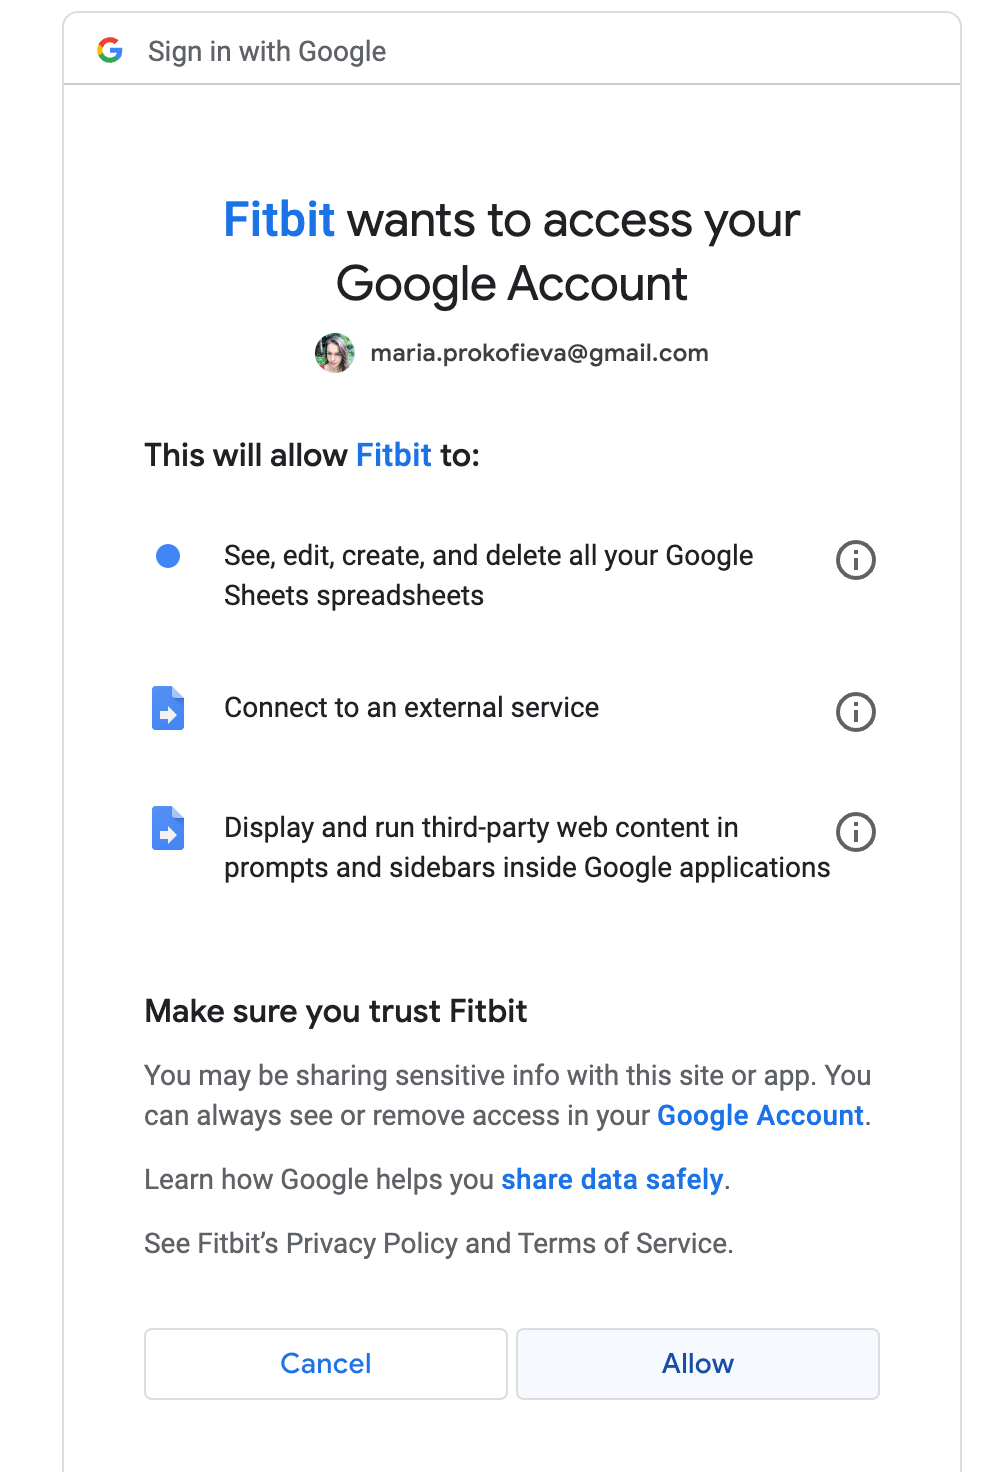 Sign in with Google
Fitbit wants to access your
Google Account
maria.prokofieva@gmail.com
This will allow Fitbit to:
See, edit, create, and delete all your Google
Sheets spreadsheets
Connect to an external service
Display and run third-party web content in
prompts and sidebars inside Google applications
Make sure you trust Fitbit
You may be sharing sensitive info with this site or app. You
can always see or remove access in your Google Account.
Learn how Google helps you share data safely.
See Fitbit’s Privacy Policy and Terms of Service.
Cancel
Allow